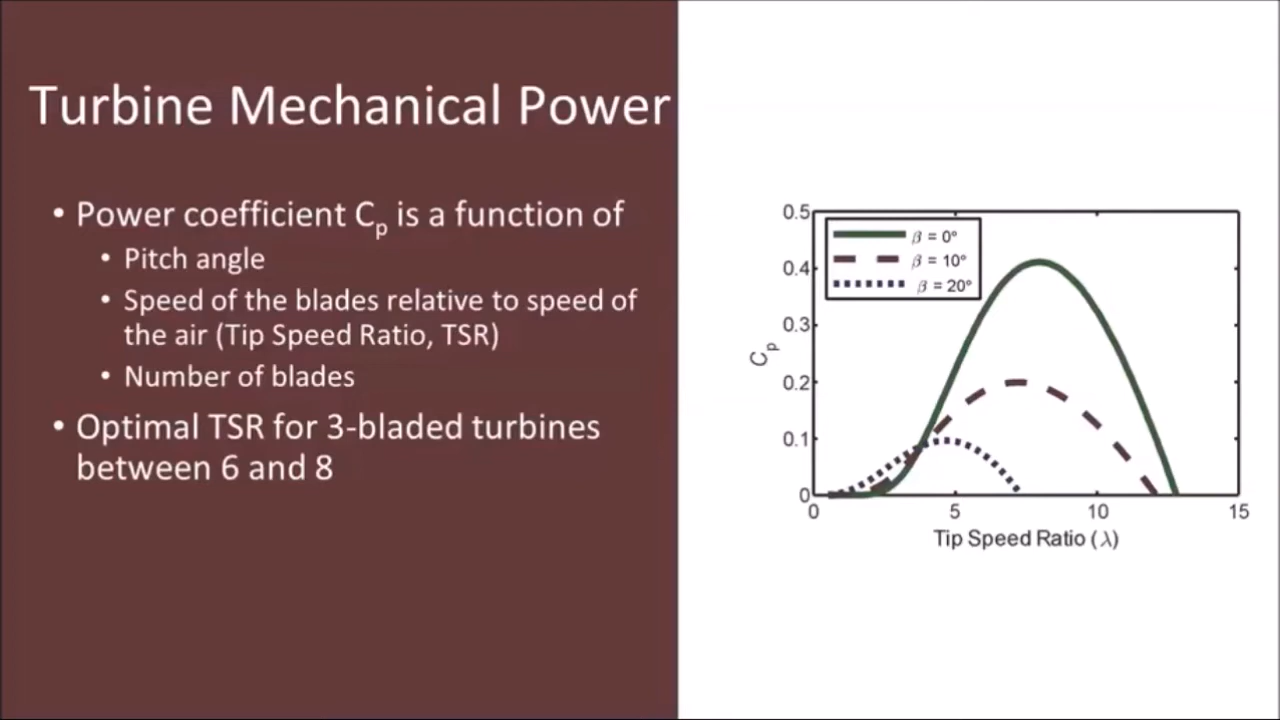 Turbine Mechanical Power
• Power coefficient Cp is a function of
• Pitch angle
• Speed of the blades relative to speed of
the air (Tip Speed Ratio, TSR)
• Number of blades
• Optimal TSR for 3-bladed turbines
between 6 and 8
0.5
0.4
0.3
0.2
0.1
0
Cp
β = 0°
β = 10°
β = 20°
0 5 10 15
Tip Speed Ratio (λ)